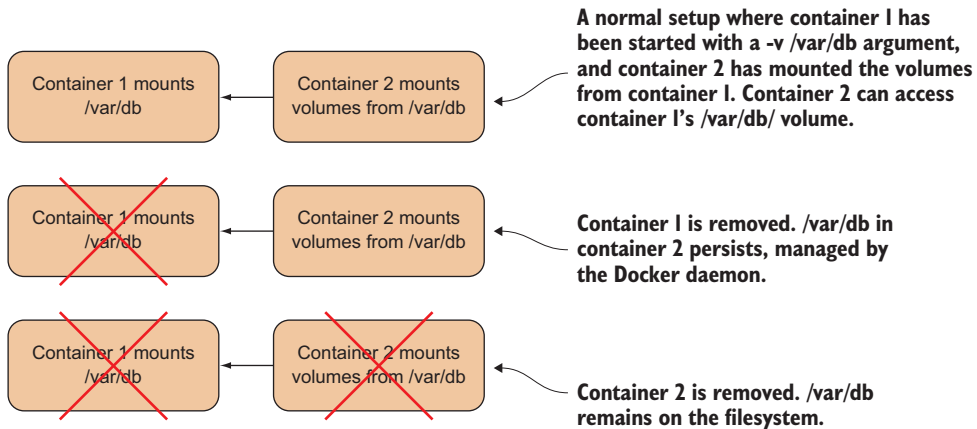 A normal setup where container 1 has
been started with a -v /var/db argument,
and container 2 has mounted the volumes
from container 1. Container 2 can access
container 1's /var/db/ volume.
Container 1 mounts
/var/db
Container 2 mounts
volumes from /var/db
Container 1 mounts
/var/db
Container 2 mounts
volumes from /var/db
Container 1 is removed. /var/db in
container 2 persists, managed by
the Docker daemon.
Container 1 mounts
/var/db
Container 2 mounts
volumes from /var/db
Container 2 is removed. /var/db
remains on the filesystem.